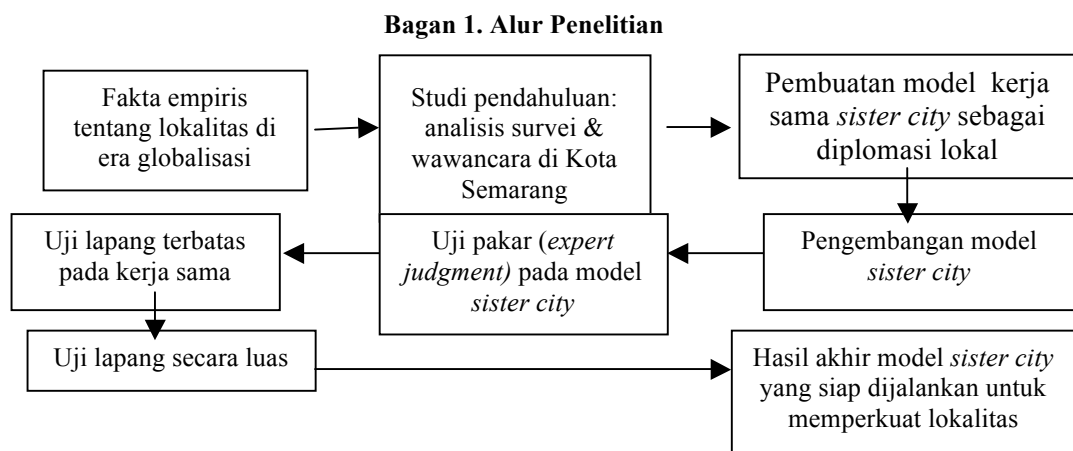 Bagan 1. Alur Penelitian
Fakta empiris
tentang lokalitas di
era globalisasi
Studi pendahuluan:
analisis survei &
wawancara di Kota
Semarang
Pembuatan model kerja
sama sister city sebagai
diplomasi lokal
Pengembangan model
sister city
Uji pakar (expert
judgment) pada model
sister city
Uji lapang terbatas
pada kerja sama
Uji lapang secara luas
Hasil akhir model sister city
yang siap dijalankan untuk
memperkuat lokalitas